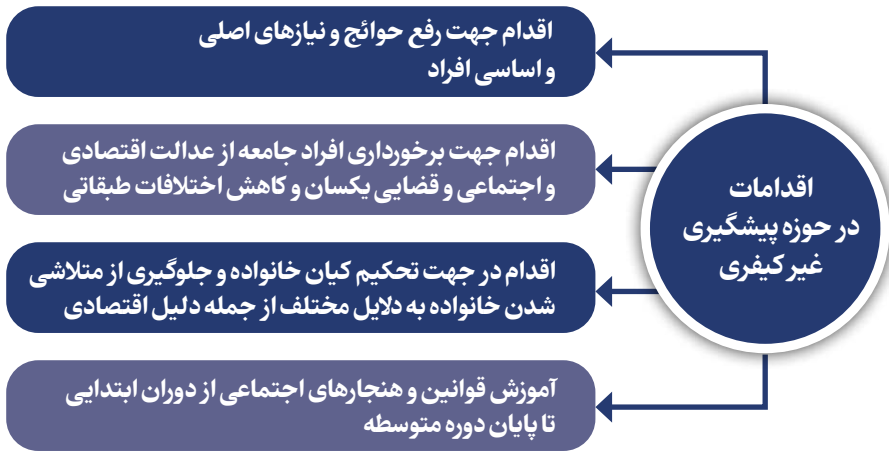 اقدامات
در حوزه پیشگیری
غیر کیفری
اقدام جهت رفع حوائج و نیازهای اصلی
و اساسی افراد
اقدام جهت برخورداری افراد جامعه از عدالت اقتصادی
و اجتماعی و قضایی یکسان و کاهش اختلافات طبقاتی
اقدام در جهت تحکیم کیان خانواده و جلوگیری از متلاشی
شدن خانواده به دلایل مختلف از جمله دلیل اقتصادی
آموزش قوانین و هنجارهای اجتماعی از دوران ابتدایی
تا پایان دوره متوسطه